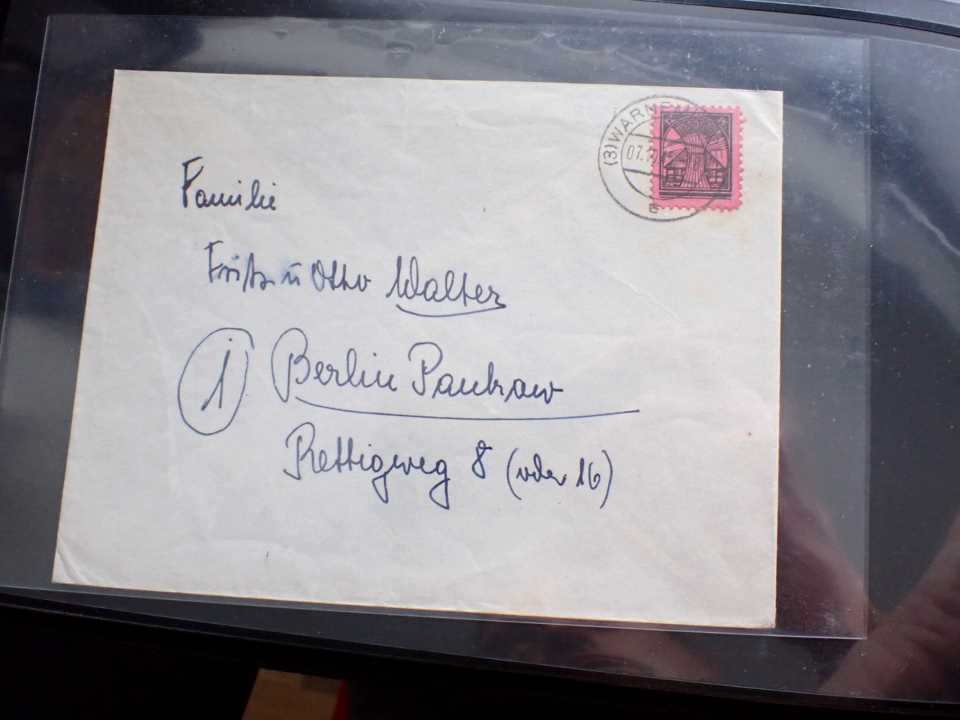 (3)WARN
07.
a
Familie
Fritz u Otto Walter
1 Berlin Pankow
Rettigweg 8 (oder 16)